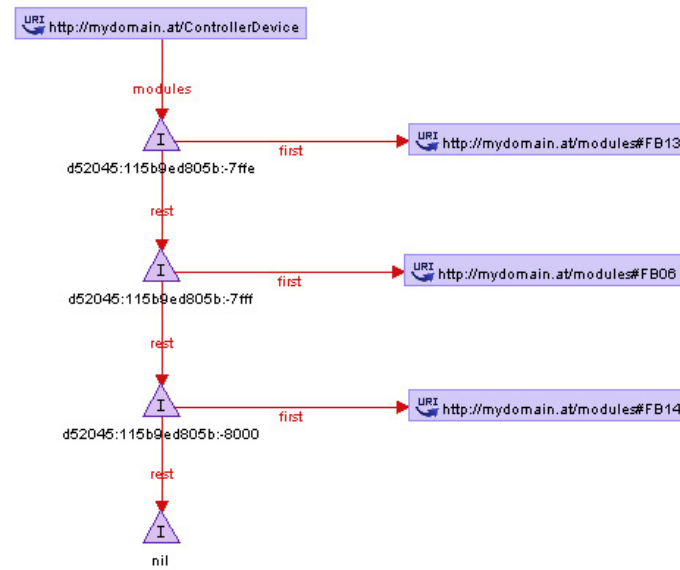 URI http://mydomain.at/ControllerDevice
modules
I
first
URI http://mydomain.at/modules#FB13
d52045:115b9ed805b:-7ffe
rest
I
first
URI http://mydomain.at/modules#FB06
d52045:115b9ed805b:-7fff
rest
I
first
URI http://mydomain.at/modules#FB14
d52045:115b9ed805b:-8000
rest
I
nil